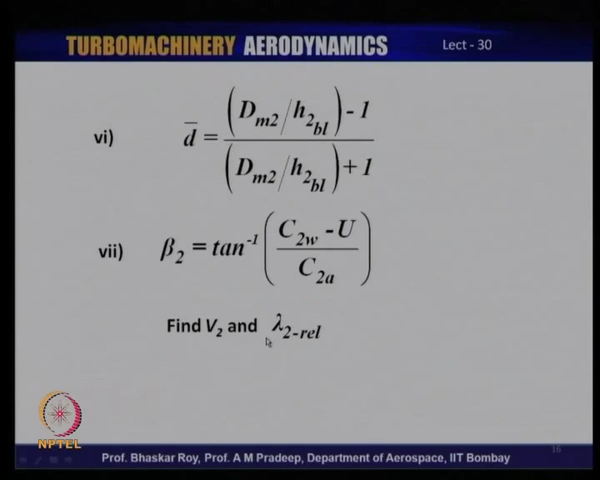 TURBOMACHINERY AERODYNAMICS Lect - 30
vi) d̄ = ((D_m2/h_2bl) - 1) / ((D_m2/h_2bl) + 1)
vii) β_2 = tan^-1((C_2w - U) / C_2a)
Find V_2 and λ_2-rel
NPTEL
Prof. Bhaskar Roy, Prof. A M Pradeep, Department of Aerospace, IIT Bombay
16